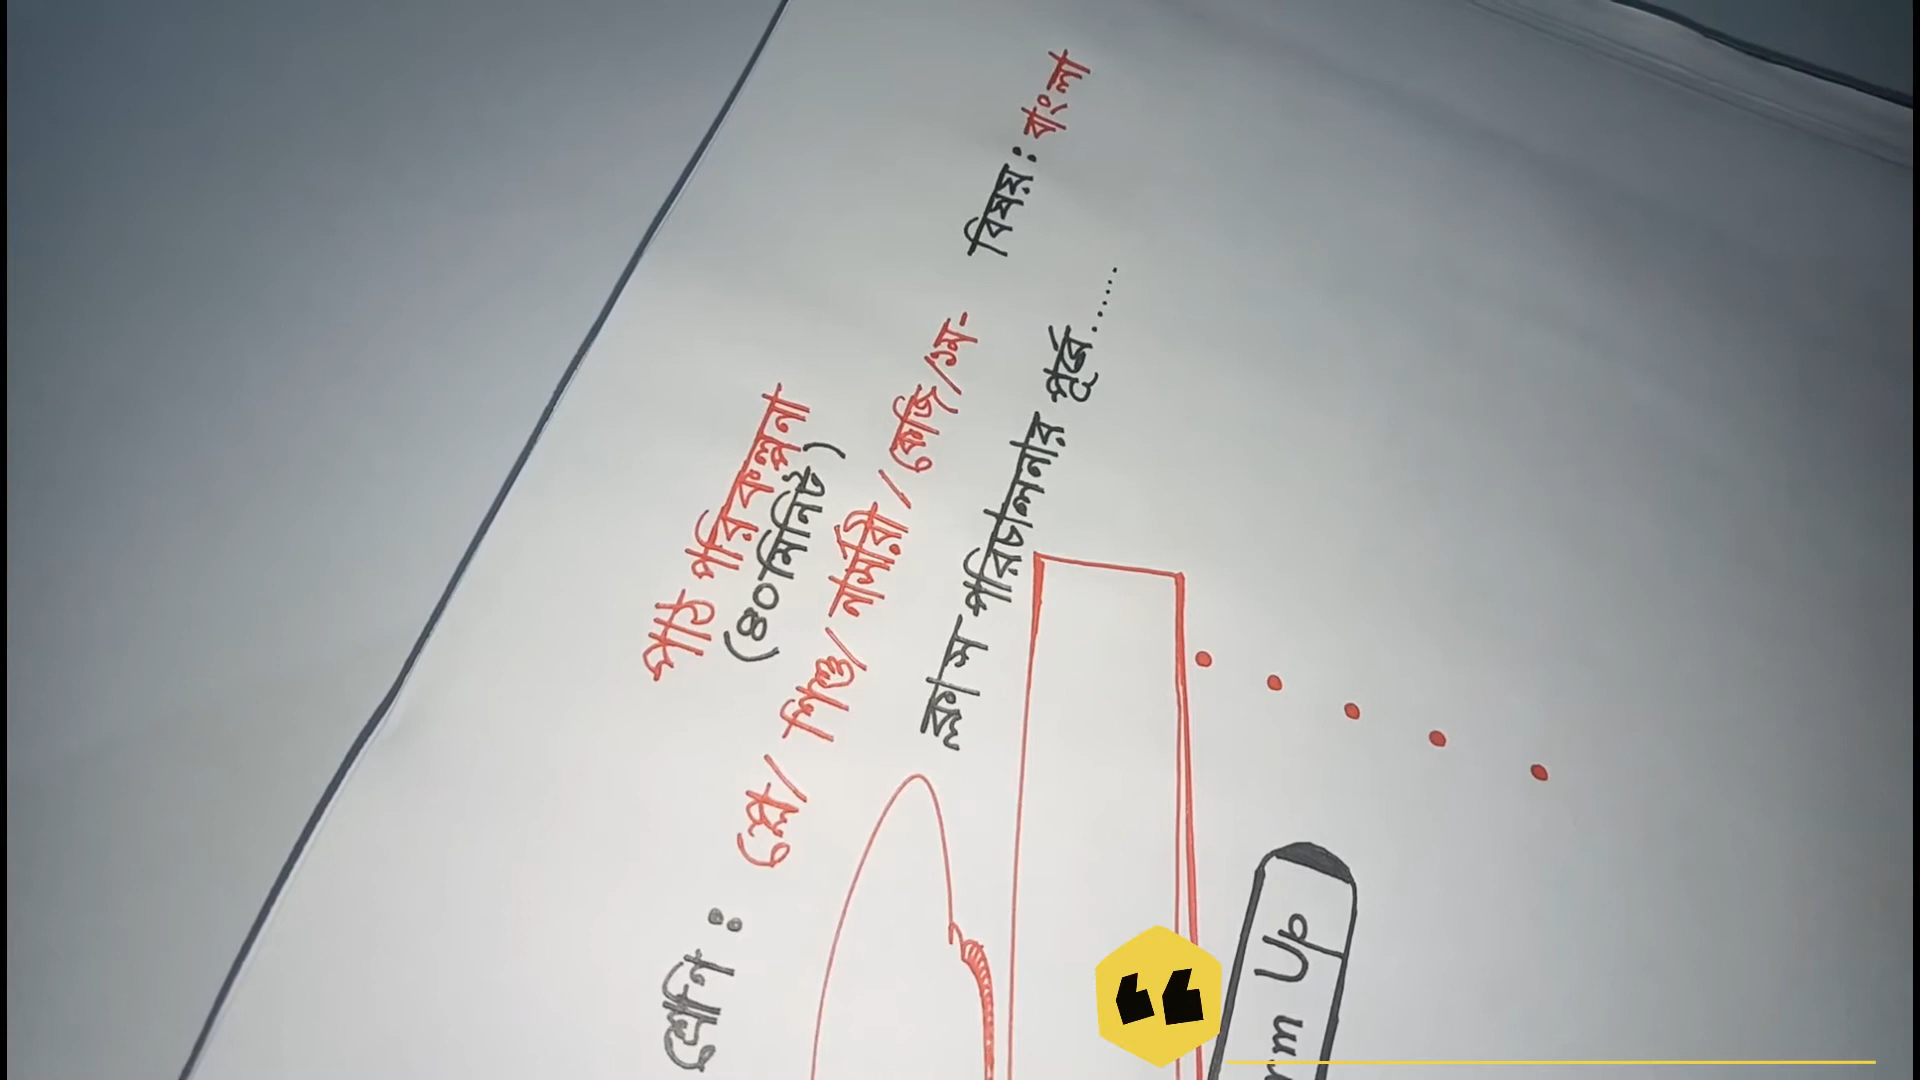 পাঠ পরিকল্পনা
(৪০মিনিট)
শ্রেণি : প্লে/ শিশু/ নার্সারী / কেজি/১ম- বিষয় : বাংলা
ক্লাস পরিচালনার পূর্বে......
rm Up